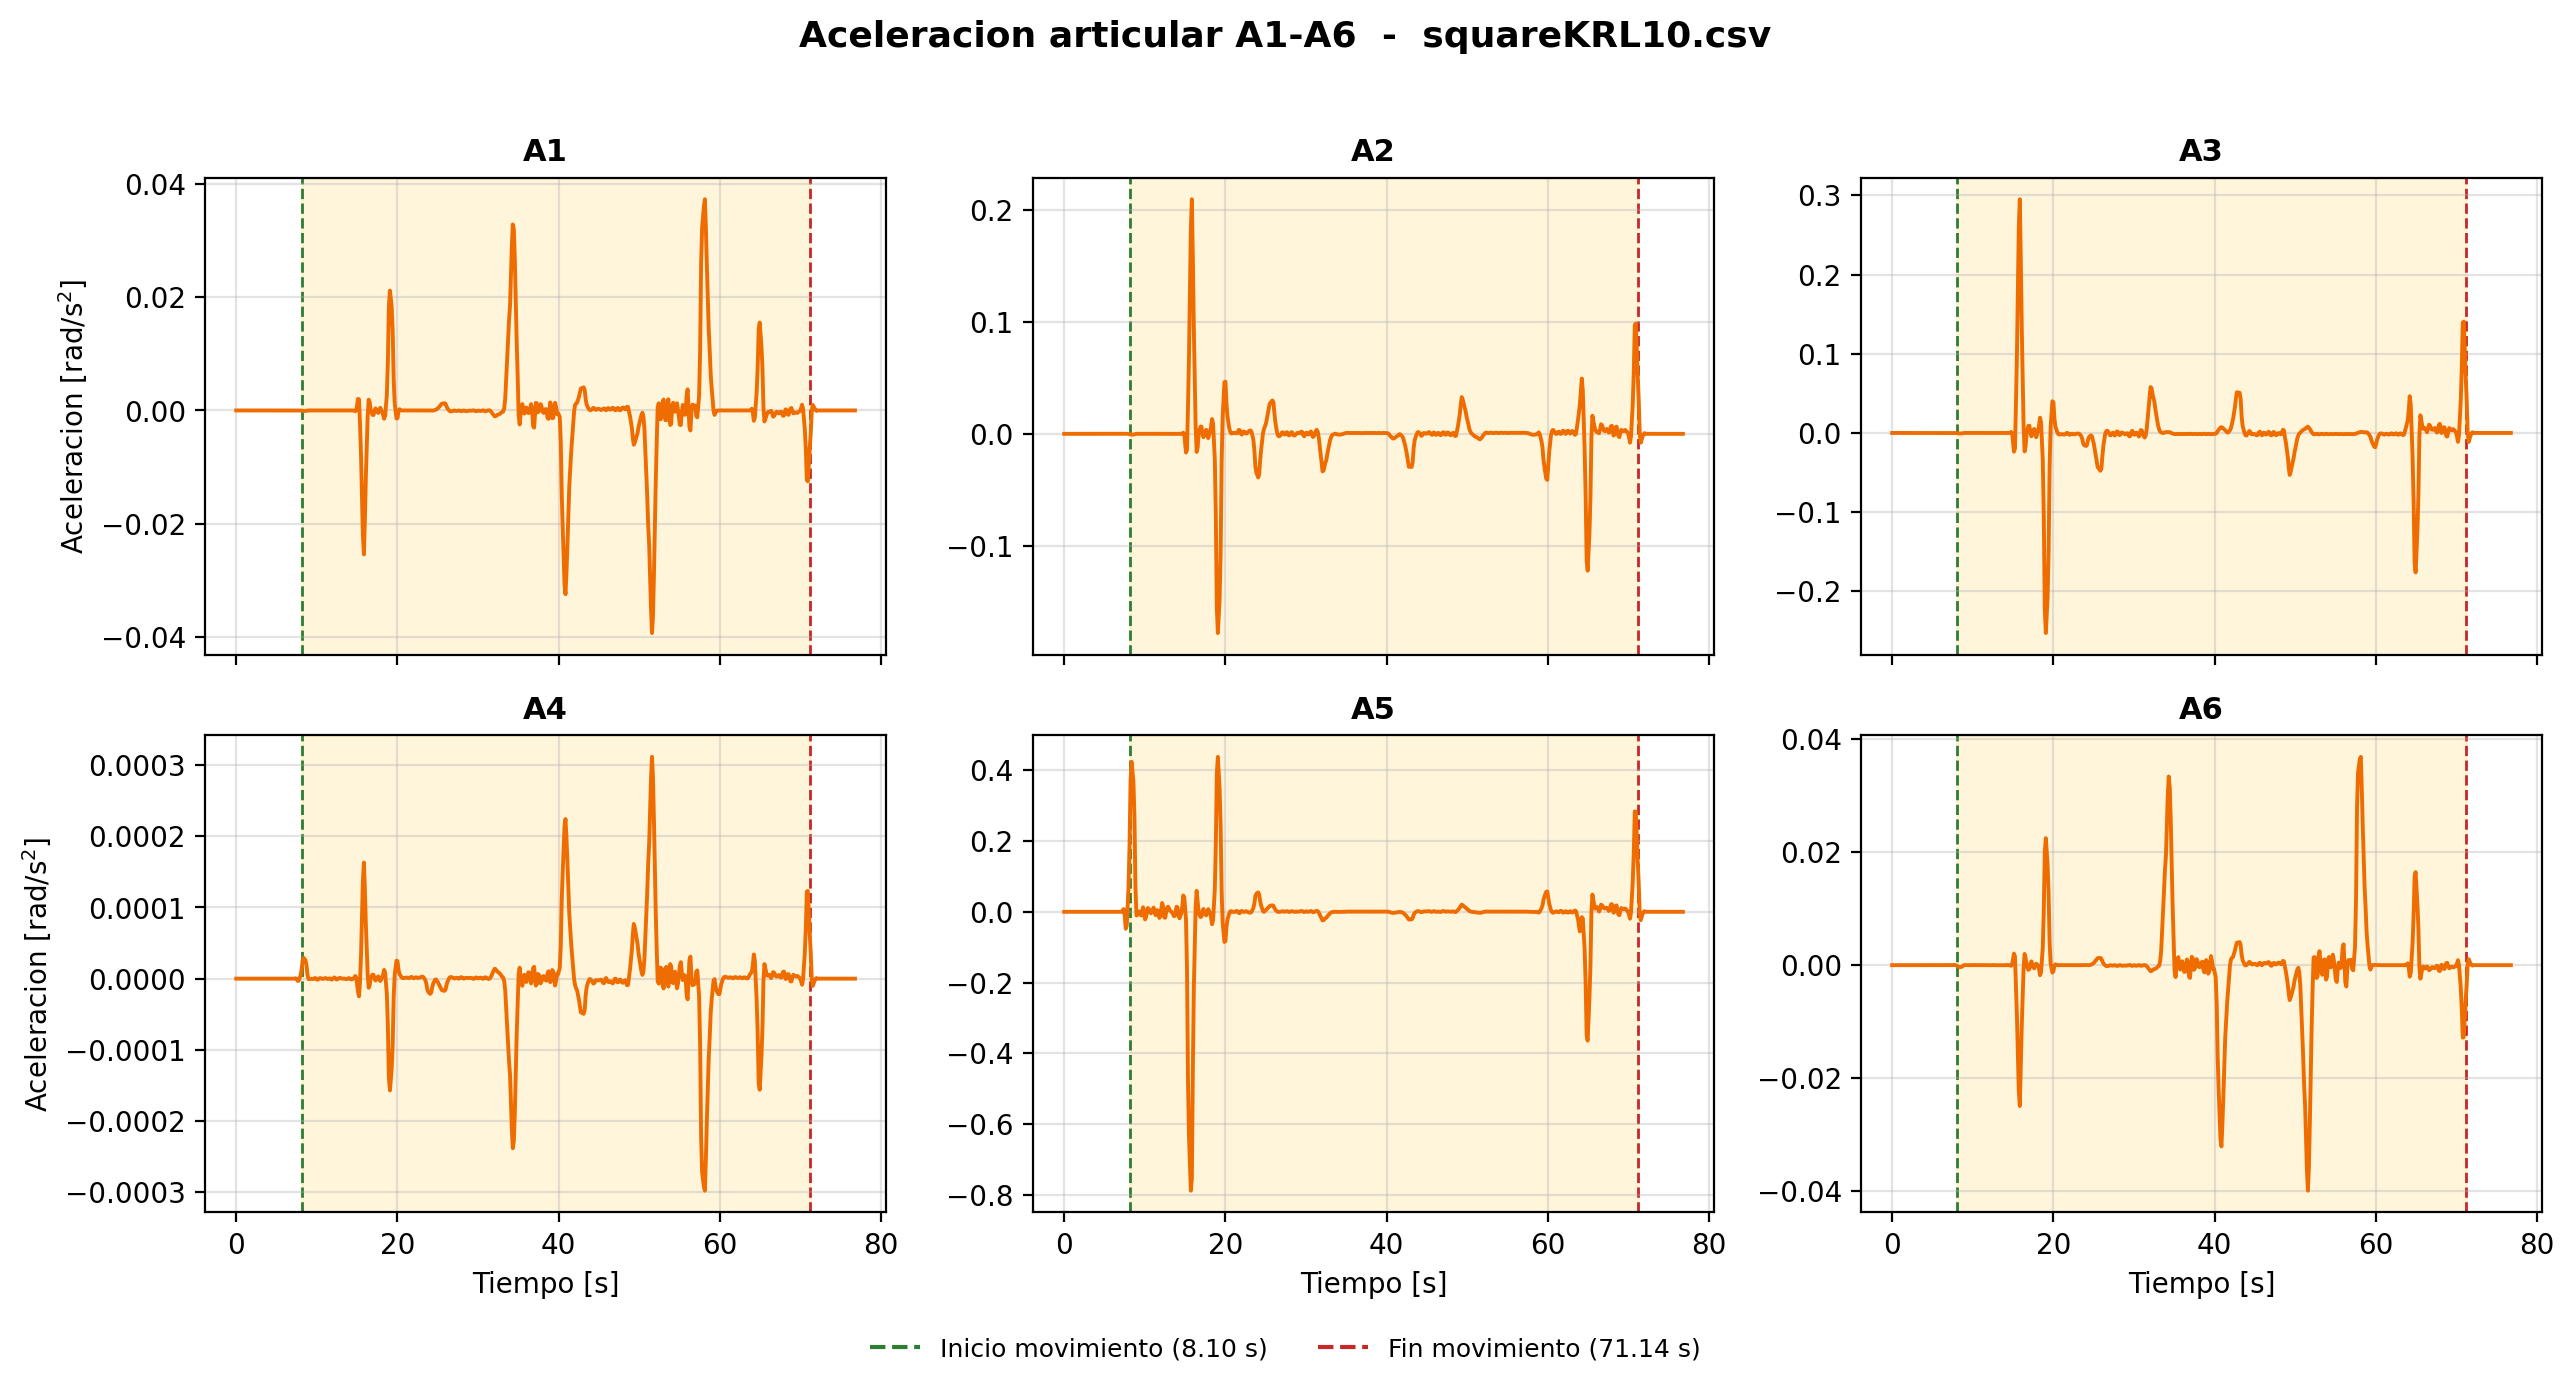 Aceleracion articular A1-A6  -  squareKRL10.csv
A1
A2
A3
Aceleracion [rad/s²]
0.04
0.02
0.00
−0.02
−0.04
0.2
0.1
0.0
−0.1
0.3
0.2
0.1
0.0
−0.1
−0.2
A4
A5
A6
Aceleracion [rad/s²]
0.0003
0.0002
0.0001
0.0000
−0.0001
−0.0002
−0.0003
0.4
0.2
0.0
−0.2
−0.4
−0.6
−0.8
0.04
0.02
0.00
−0.02
−0.04
0 20 40 60 80
0 20 40 60 80
0 20 40 60 80
Tiempo [s]
Tiempo [s]
Tiempo [s]
Inicio movimiento (8.10 s)
Fin movimiento (71.14 s)